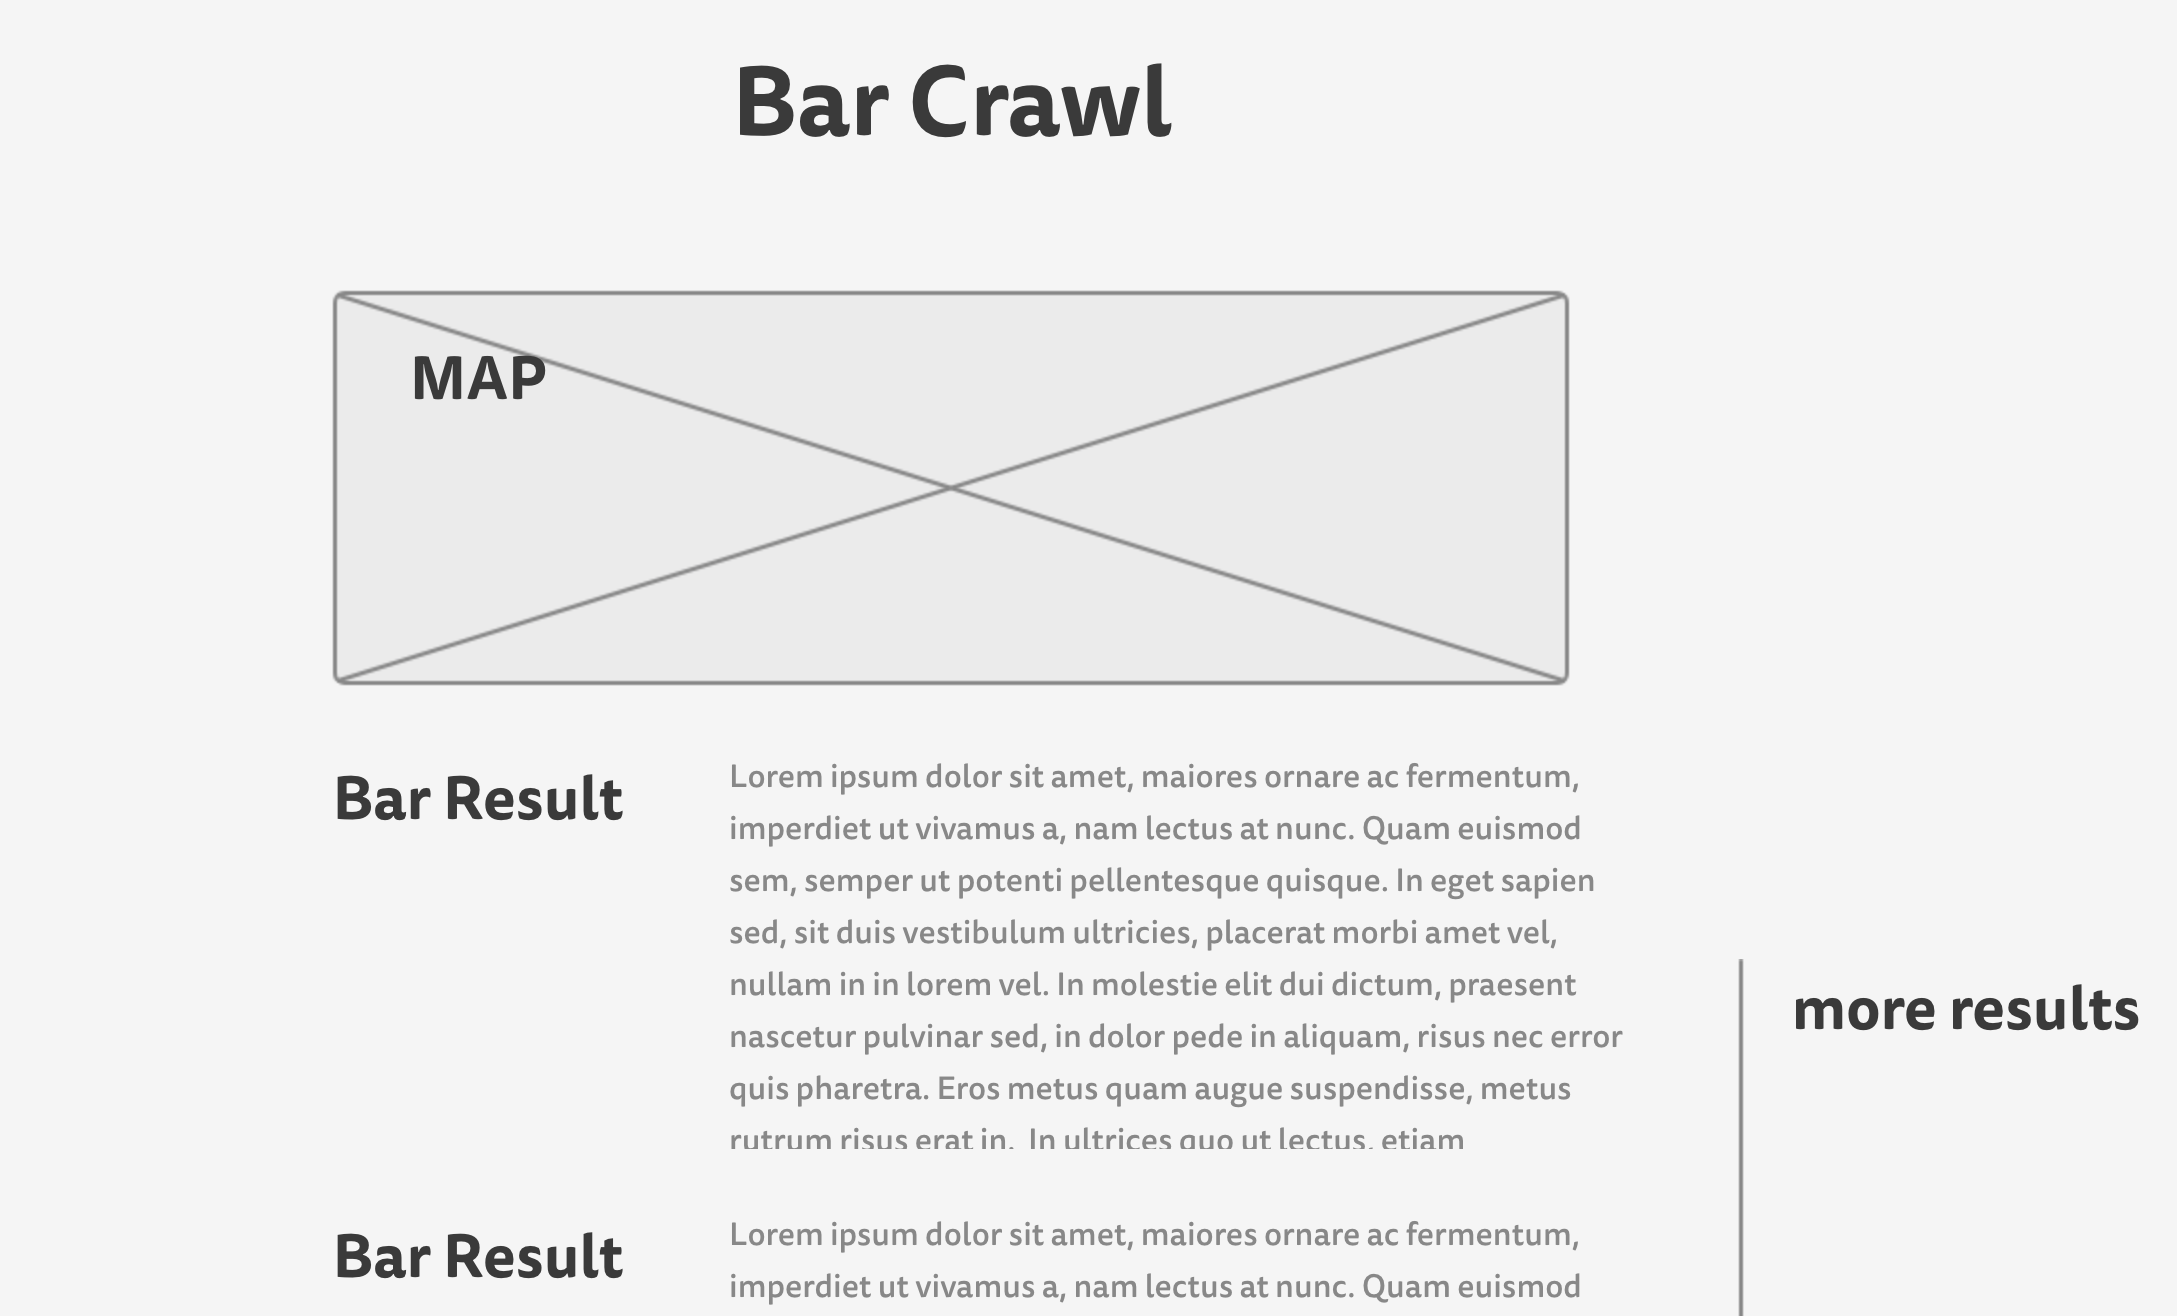 Bar Crawl
MAP
Bar Result
Lorem ipsum dolor sit amet, maiores ornare ac fermentum,
imperdiet ut vivamus a, nam lectus at nunc. Quam euismod
sem, semper ut potenti pellentesque quisque. In eget sapien
sed, sit duis vestibulum ultricies, placerat morbi amet vel,
nullam in in lorem vel. In molestie elit dui dictum, praesent
nascetur pulvinar sed, in dolor pede in aliquam, risus nec error
quis pharetra. Eros metus quam augue suspendisse, metus
rutrum risus erat in.  In ultrices quo ut lectus, etiam
more results
Bar Result
Lorem ipsum dolor sit amet, maiores ornare ac fermentum,
imperdiet ut vivamus a, nam lectus at nunc. Quam euismod